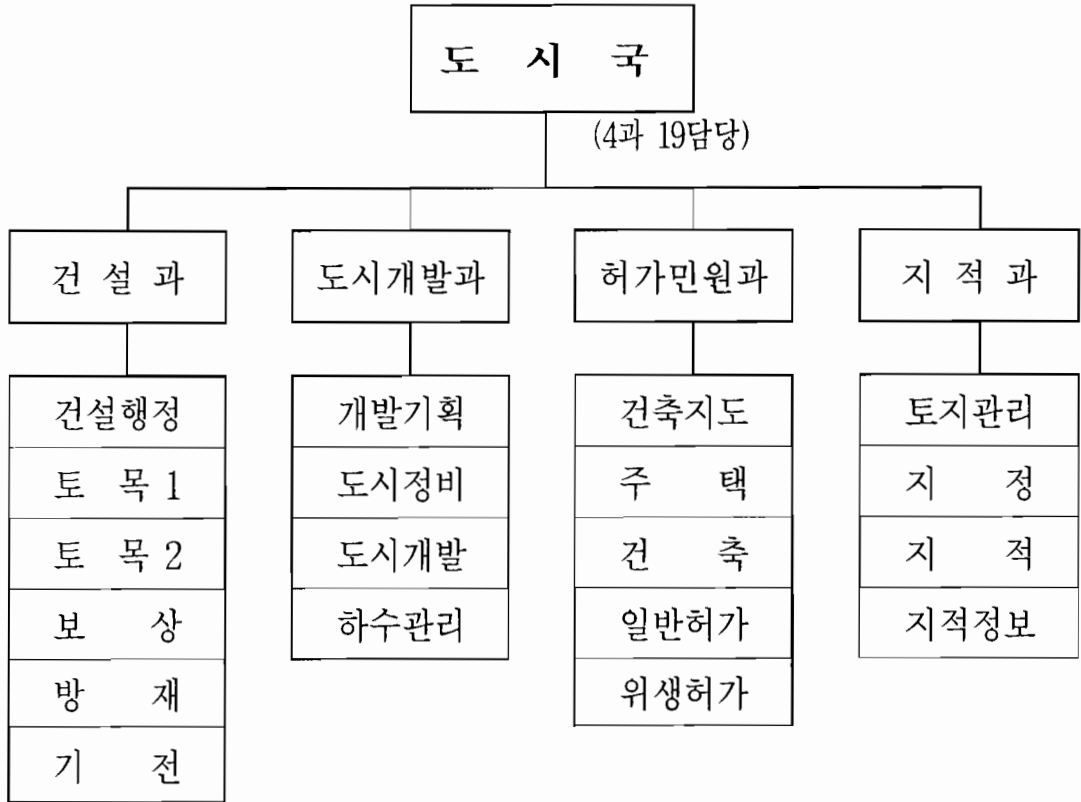 도 시 국
(4과 19담당)
건 설 과
도시개발과
허가민원과
지 적 과
건설행정
토 목 1
토 목 2
보 상
방 재
기 전
개발기획
도시정비
도시개발
하수관리
건축지도
주 택
건 축
일반허가
위생허가
토지관리
지 정
지 적
지적정보